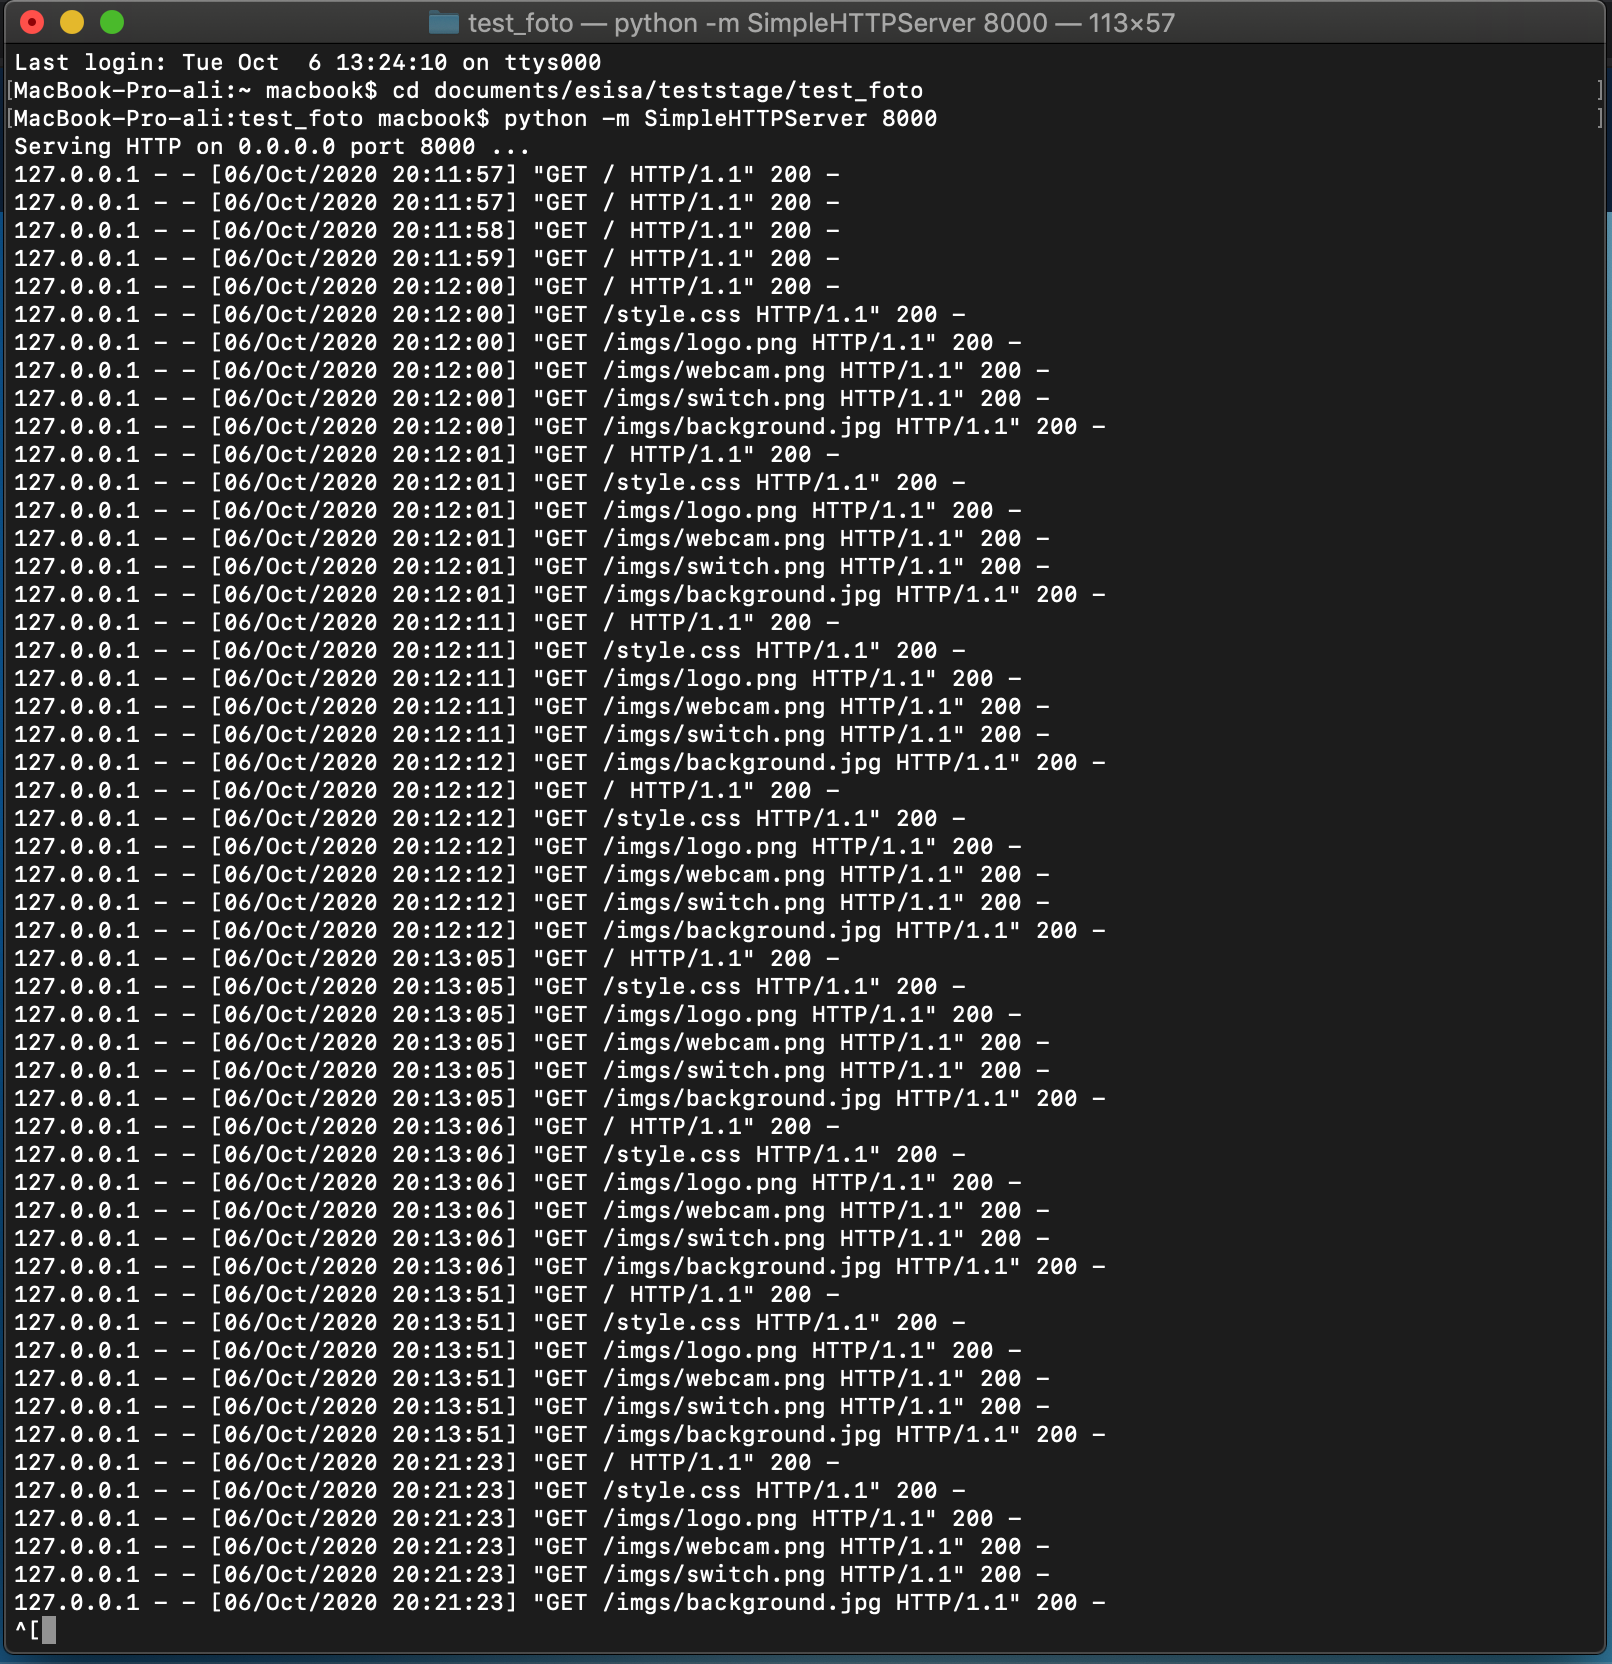 test_foto — python -m SimpleHTTPServer 8000 — 113×57
Last login: Tue Oct  6 13:24:10 on ttys000
[MacBook-Pro-ali:~ macbook$ cd documents/esisa/teststage/test_foto ]
[MacBook-Pro-ali:test_foto macbook$ python -m SimpleHTTPServer 8000 ]
Serving HTTP on 0.0.0.0 port 8000 ...
127.0.0.1 - - [06/Oct/2020 20:11:57] "GET / HTTP/1.1" 200 -
127.0.0.1 - - [06/Oct/2020 20:11:57] "GET / HTTP/1.1" 200 -
127.0.0.1 - - [06/Oct/2020 20:11:58] "GET / HTTP/1.1" 200 -
127.0.0.1 - - [06/Oct/2020 20:11:59] "GET / HTTP/1.1" 200 -
127.0.0.1 - - [06/Oct/2020 20:12:00] "GET / HTTP/1.1" 200 -
127.0.0.1 - - [06/Oct/2020 20:12:00] "GET /style.css HTTP/1.1" 200 -
127.0.0.1 - - [06/Oct/2020 20:12:00] "GET /imgs/logo.png HTTP/1.1" 200 -
127.0.0.1 - - [06/Oct/2020 20:12:00] "GET /imgs/webcam.png HTTP/1.1" 200 -
127.0.0.1 - - [06/Oct/2020 20:12:00] "GET /imgs/switch.png HTTP/1.1" 200 -
127.0.0.1 - - [06/Oct/2020 20:12:00] "GET /imgs/background.jpg HTTP/1.1" 200 -
127.0.0.1 - - [06/Oct/2020 20:12:01] "GET / HTTP/1.1" 200 -
127.0.0.1 - - [06/Oct/2020 20:12:01] "GET /style.css HTTP/1.1" 200 -
127.0.0.1 - - [06/Oct/2020 20:12:01] "GET /imgs/logo.png HTTP/1.1" 200 -
127.0.0.1 - - [06/Oct/2020 20:12:01] "GET /imgs/webcam.png HTTP/1.1" 200 -
127.0.0.1 - - [06/Oct/2020 20:12:01] "GET /imgs/switch.png HTTP/1.1" 200 -
127.0.0.1 - - [06/Oct/2020 20:12:01] "GET /imgs/background.jpg HTTP/1.1" 200 -
127.0.0.1 - - [06/Oct/2020 20:12:11] "GET / HTTP/1.1" 200 -
127.0.0.1 - - [06/Oct/2020 20:12:11] "GET /style.css HTTP/1.1" 200 -
127.0.0.1 - - [06/Oct/2020 20:12:11] "GET /imgs/logo.png HTTP/1.1" 200 -
127.0.0.1 - - [06/Oct/2020 20:12:11] "GET /imgs/webcam.png HTTP/1.1" 200 -
127.0.0.1 - - [06/Oct/2020 20:12:11] "GET /imgs/switch.png HTTP/1.1" 200 -
127.0.0.1 - - [06/Oct/2020 20:12:12] "GET /imgs/background.jpg HTTP/1.1" 200 -
127.0.0.1 - - [06/Oct/2020 20:12:12] "GET / HTTP/1.1" 200 -
127.0.0.1 - - [06/Oct/2020 20:12:12] "GET /style.css HTTP/1.1" 200 -
127.0.0.1 - - [06/Oct/2020 20:12:12] "GET /imgs/logo.png HTTP/1.1" 200 -
127.0.0.1 - - [06/Oct/2020 20:12:12] "GET /imgs/webcam.png HTTP/1.1" 200 -
127.0.0.1 - - [06/Oct/2020 20:12:12] "GET /imgs/switch.png HTTP/1.1" 200 -
127.0.0.1 - - [06/Oct/2020 20:12:12] "GET /imgs/background.jpg HTTP/1.1" 200 -
127.0.0.1 - - [06/Oct/2020 20:13:05] "GET / HTTP/1.1" 200 -
127.0.0.1 - - [06/Oct/2020 20:13:05] "GET /style.css HTTP/1.1" 200 -
127.0.0.1 - - [06/Oct/2020 20:13:05] "GET /imgs/logo.png HTTP/1.1" 200 -
127.0.0.1 - - [06/Oct/2020 20:13:05] "GET /imgs/webcam.png HTTP/1.1" 200 -
127.0.0.1 - - [06/Oct/2020 20:13:05] "GET /imgs/switch.png HTTP/1.1" 200 -
127.0.0.1 - - [06/Oct/2020 20:13:05] "GET /imgs/background.jpg HTTP/1.1" 200 -
127.0.0.1 - - [06/Oct/2020 20:13:06] "GET / HTTP/1.1" 200 -
127.0.0.1 - - [06/Oct/2020 20:13:06] "GET /style.css HTTP/1.1" 200 -
127.0.0.1 - - [06/Oct/2020 20:13:06] "GET /imgs/logo.png HTTP/1.1" 200 -
127.0.0.1 - - [06/Oct/2020 20:13:06] "GET /imgs/webcam.png HTTP/1.1" 200 -
127.0.0.1 - - [06/Oct/2020 20:13:06] "GET /imgs/switch.png HTTP/1.1" 200 -
127.0.0.1 - - [06/Oct/2020 20:13:06] "GET /imgs/background.jpg HTTP/1.1" 200 -
127.0.0.1 - - [06/Oct/2020 20:13:51] "GET / HTTP/1.1" 200 -
127.0.0.1 - - [06/Oct/2020 20:13:51] "GET /style.css HTTP/1.1" 200 -
127.0.0.1 - - [06/Oct/2020 20:13:51] "GET /imgs/logo.png HTTP/1.1" 200 -
127.0.0.1 - - [06/Oct/2020 20:13:51] "GET /imgs/webcam.png HTTP/1.1" 200 -
127.0.0.1 - - [06/Oct/2020 20:13:51] "GET /imgs/switch.png HTTP/1.1" 200 -
127.0.0.1 - - [06/Oct/2020 20:13:51] "GET /imgs/background.jpg HTTP/1.1" 200 -
127.0.0.1 - - [06/Oct/2020 20:21:23] "GET / HTTP/1.1" 200 -
127.0.0.1 - - [06/Oct/2020 20:21:23] "GET /style.css HTTP/1.1" 200 -
127.0.0.1 - - [06/Oct/2020 20:21:23] "GET /imgs/logo.png HTTP/1.1" 200 -
127.0.0.1 - - [06/Oct/2020 20:21:23] "GET /imgs/webcam.png HTTP/1.1" 200 -
127.0.0.1 - - [06/Oct/2020 20:21:23] "GET /imgs/switch.png HTTP/1.1" 200 -
127.0.0.1 - - [06/Oct/2020 20:21:23] "GET /imgs/background.jpg HTTP/1.1" 200 -
^[